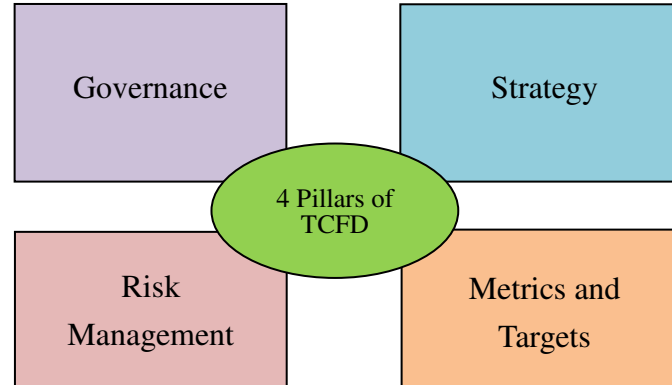 Governance
Strategy
4 Pillars of
TCFD
Risk
Management
Metrics and
Targets